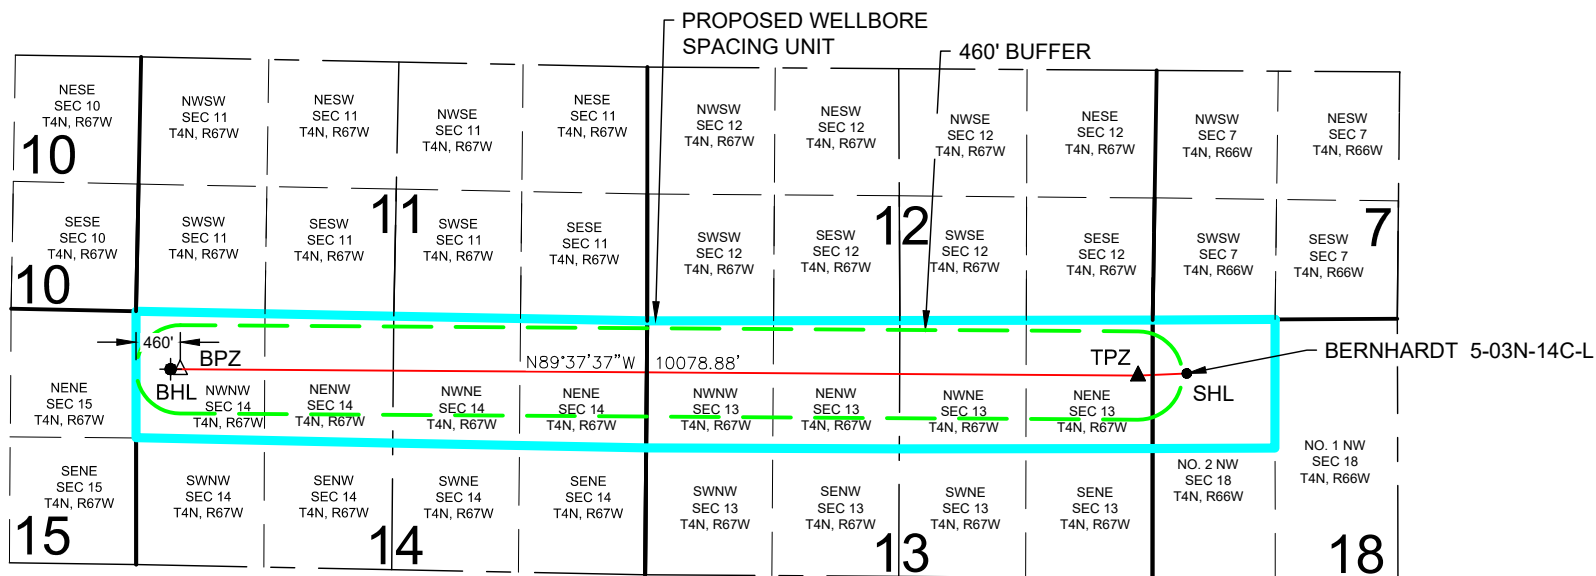 PROPOSED WELLBORE
SPACING UNIT
460' BUFFER
NESE
SEC 10
T4N, R67W
10
NWSW
SEC 11
T4N, R67W
NESW
SEC 11
T4N, R67W
NWSE
SEC 11
T4N, R67W
NESE
SEC 11
T4N, R67W
NWSW
SEC 12
T4N, R67W
NESW
SEC 12
T4N, R67W
NWSE
SEC 12
T4N, R67W
NESE
SEC 12
T4N, R67W
NWSW
SEC 7
T4N, R66W
NESW
SEC 7
T4N, R66W
SESE
SEC 10
T4N, R67W
10
SWSW
SEC 11
T4N, R67W
SESW
SEC 11
T4N, R67W
11
SWSE
SEC 11
T4N, R67W
SESE
SEC 11
T4N, R67W
SWSW
SEC 12
T4N, R67W
SESW
SEC 12
T4N, R67W
12
SWSE
SEC 12
T4N, R67W
SESE
SEC 12
T4N, R67W
SWSW
SEC 7
T4N, R66W
SESW
SEC 7
T4N, R66W
7
460'
BPZ
BHL
N89°37'37"W 10078.88'
TPZ
SHL
BERNHARDT 5-03N-14C-L
NENE
SEC 15
T4N, R67W
NWNW
SEC 14
T4N, R67W
NENW
SEC 14
T4N, R67W
NWNE
SEC 14
T4N, R67W
NENE
SEC 14
T4N, R67W
NWNW
SEC 13
T4N, R67W
NENW
SEC 13
T4N, R67W
NWNE
SEC 13
T4N, R67W
NENE
SEC 13
T4N, R67W
SENE
SEC 15
T4N, R67W
15
SWNW
SEC 14
T4N, R67W
SENW
SEC 14
T4N, R67W
14
SWNE
SEC 14
T4N, R67W
SENE
SEC 14
T4N, R67W
SWNW
SEC 13
T4N, R67W
SENW
SEC 13
T4N, R67W
13
SWNE
SEC 13
T4N, R67W
SENE
SEC 13
T4N, R67W
NO. 2 NW
SEC 18
T4N, R66W
NO. 1 NW
SEC 18
T4N, R66W
18